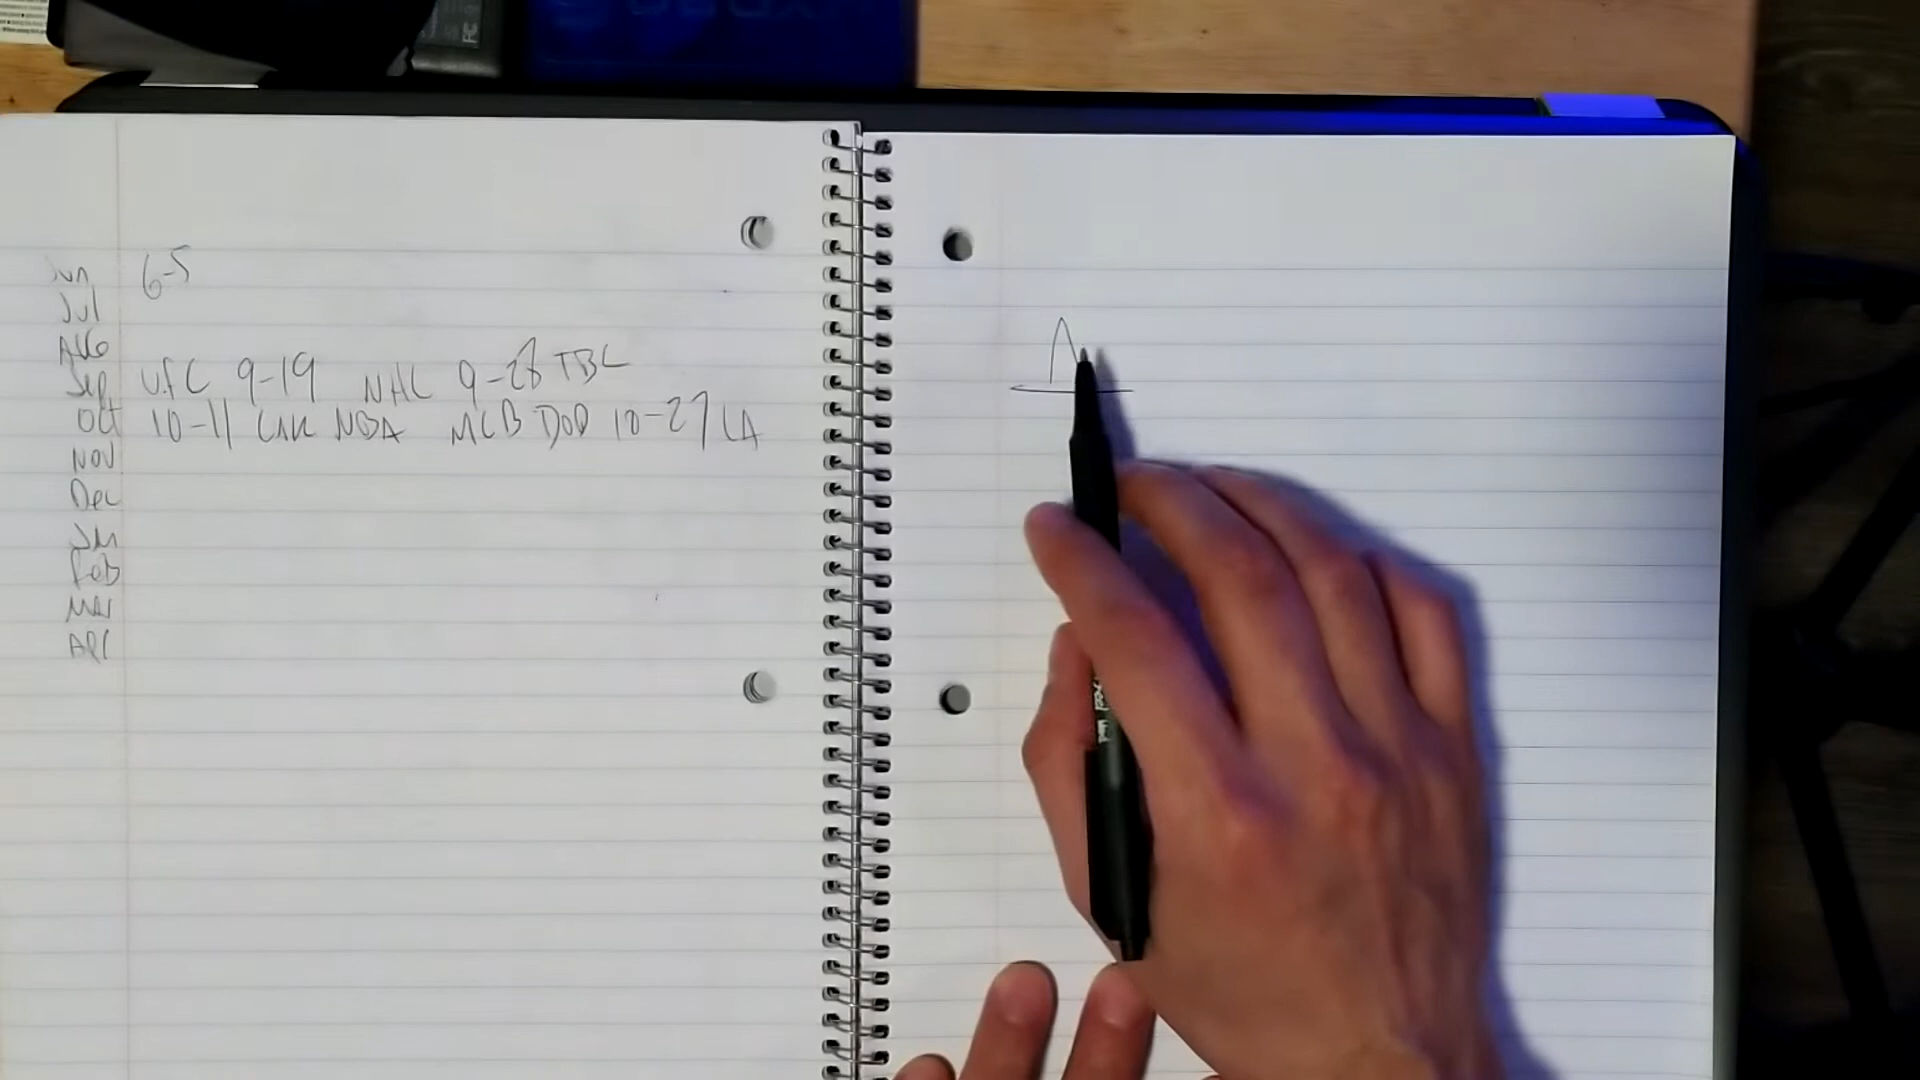 Jun 6-5
Jul
AUG
Sep UFC 9-19 NHL 9-28 TBL
Oct 10-11 LAK NBA MLB DOD 10-27 LA
NOV
Dec
Jan
Feb
MAR
APR